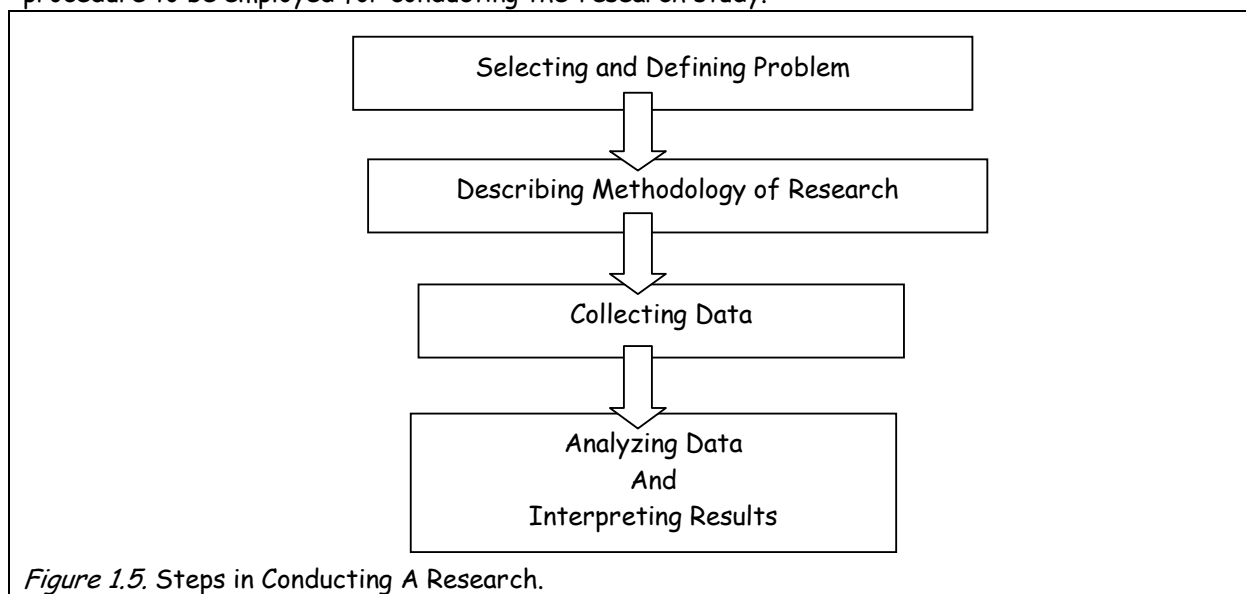 procedure to be employed for conducting the research study.
Selecting and Defining Problem
Describing Methodology of Research
Collecting Data
Analyzing Data
And
Interpreting Results
Figure 1.5. Steps in Conducting A Research.